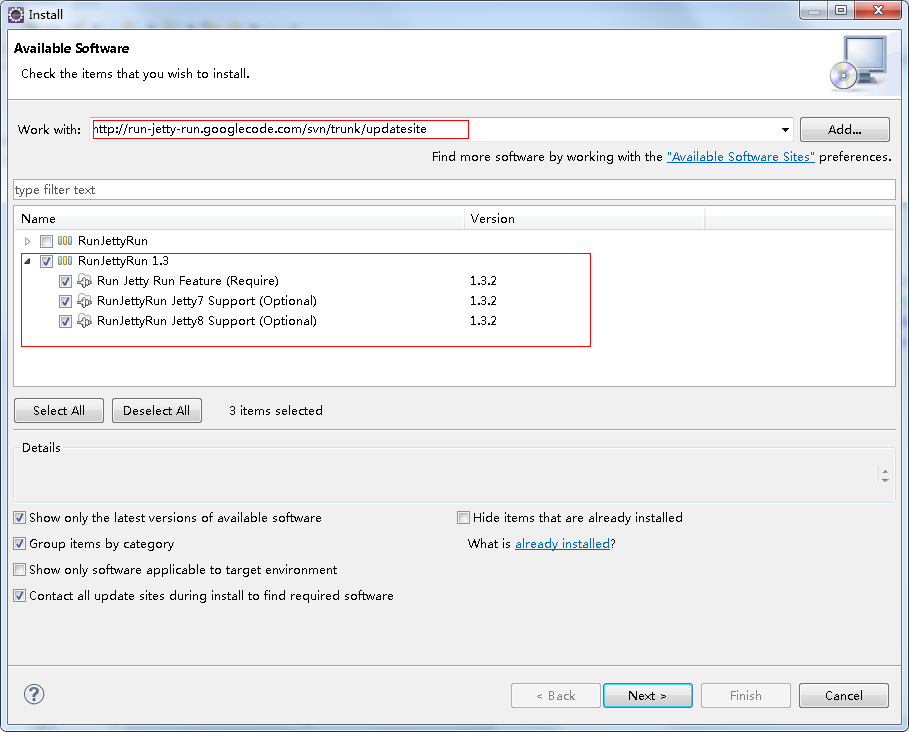 Install
Available Software
Check the items that you wish to install.
Work with: http://run-jetty-run.googlecode.com/svn/trunk/updatesite Add...
Find more software by working with the "Available Software Sites" preferences.
type filter text
Name Version
RunJettyRun
RunJettyRun 1.3
Run Jetty Run Feature (Require) 1.3.2
RunJettyRun Jetty7 Support (Optional) 1.3.2
RunJettyRun Jetty8 Support (Optional) 1.3.2
Select All Deselect All 3 items selected
Details
Show only the latest versions of available software Hide items that are already installed
Group items by category What is already installed?
Show only software applicable to target environment
Contact all update sites during install to find required software
? < Back Next > Finish Cancel